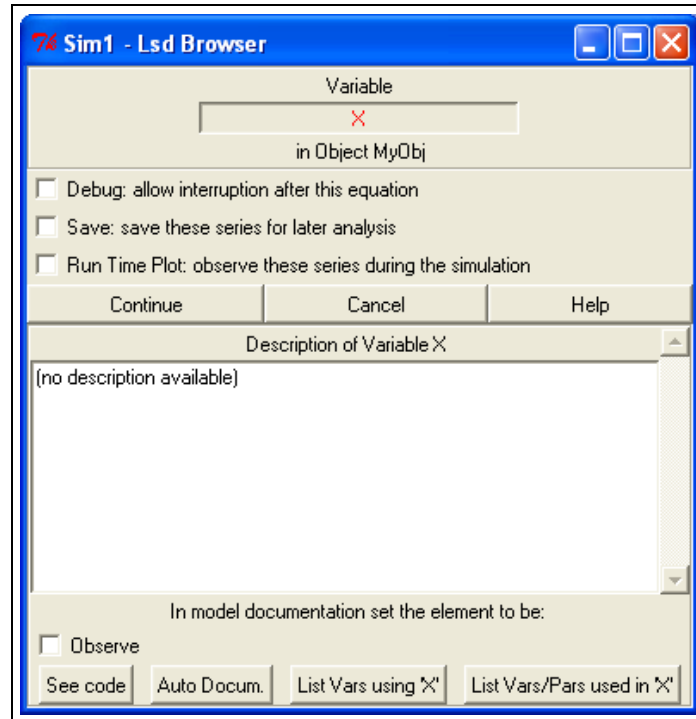 Sim1 - Lsd Browser
Variable
X
in Object MyObj
Debug: allow interruption after this equation
Save: save these series for later analysis
Run Time Plot: observe these series during the simulation
Continue Cancel Help
Description of Variable X
(no description available)
In model documentation set the element to be:
Observe
See code Auto Docum. List Vars using 'X' List Vars/Pars used in 'X'